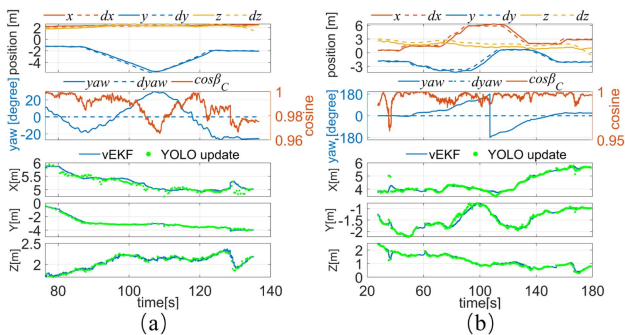 x dx y dy z dz
position [m]
2
0
-2
-4
yaw dyaw cosβC
yaw [degree]
20
0
-20
1
0.98
0.96
cosine
vEKF YOLO update
X[m]
6
5.5
5
Y[m]
0
-2
-4
Z[m]
2.5
2
80 100 120 140
time[s]
(a)
x dx y dy z dz
position [m]
6
3
0
-3
yaw dyaw cosβC
yaw, [degree]
180
0
-180
1
0.95
cosine
vEKF YOLO update
X[m]
6
5
4
3
Y[m]
-1
-1.5
-2
Z[m]
2
1
0
20 60 100 140 180
time[s]
(b)